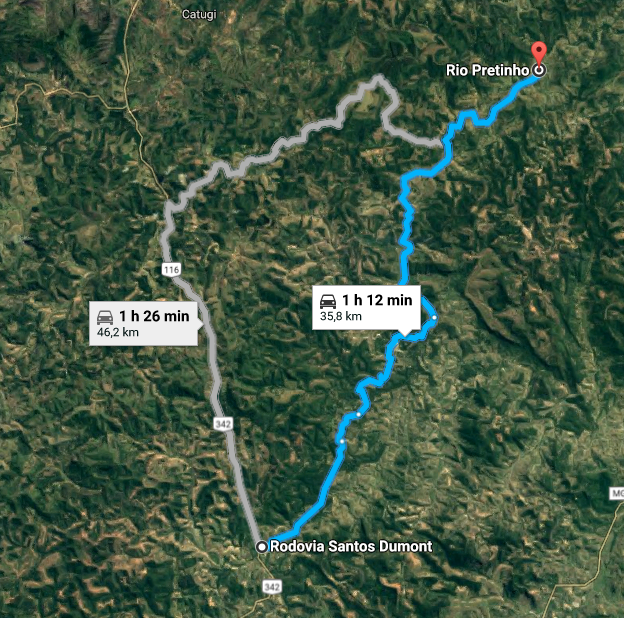 Catugi
Rio Pretinho
116
1 h 12 min
35,8 km
1 h 26 min
46,2 km
342
MG
Rodovia Santos Dumont
342